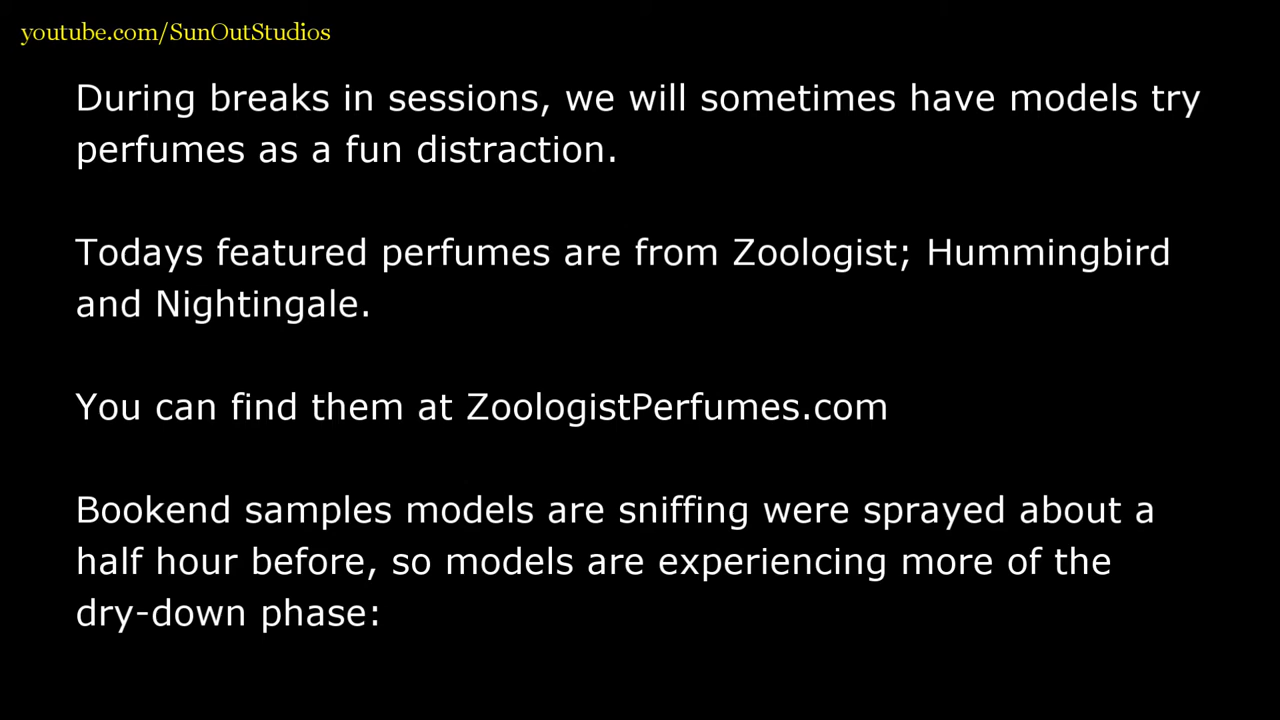 youtube.com/SunOutStudios
During breaks in sessions, we will sometimes have models try
perfumes as a fun distraction.
Todays featured perfumes are from Zoologist; Hummingbird
and Nightingale.
You can find them at ZoologistPerfumes.com
Bookend samples models are sniffing were sprayed about a
half hour before, so models are experiencing more of the
dry-down phase: